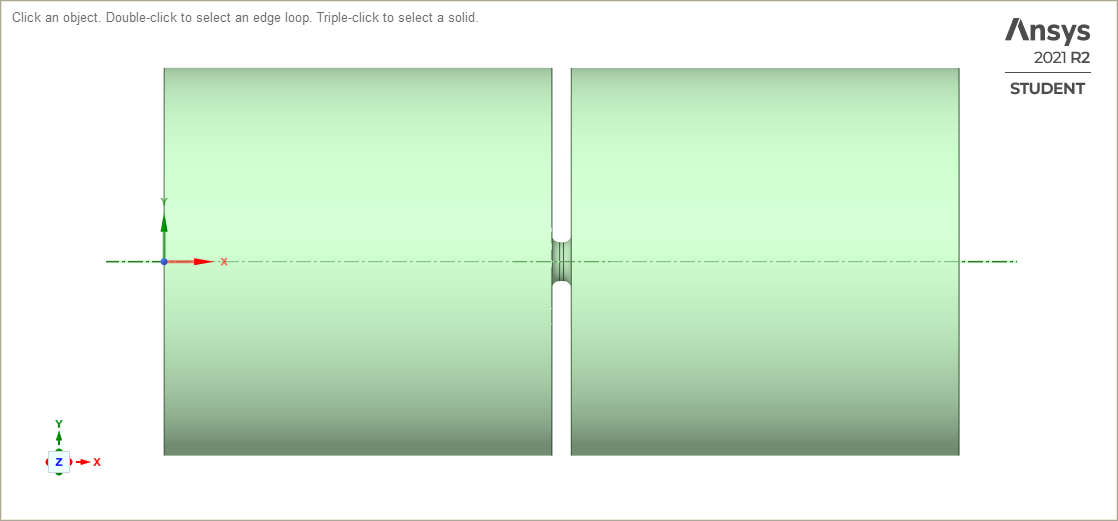 Click an object. Double-click to select an edge loop. Triple-click to select a solid.
Ansys
2021 R2
STUDENT
Y
X
Y
Z X